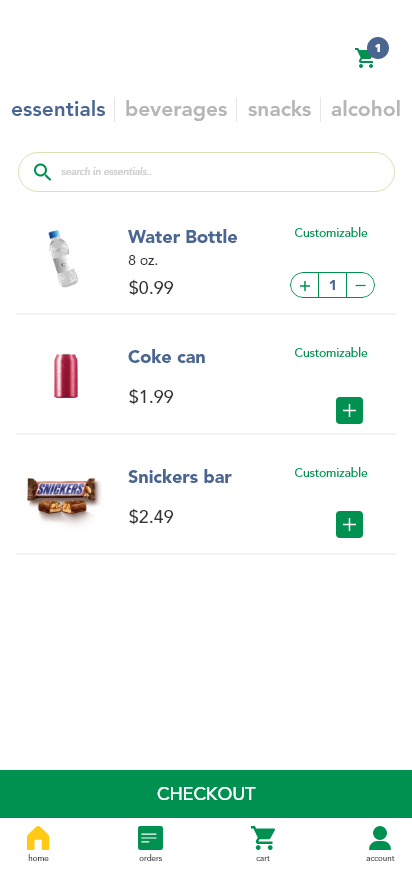 1
essentials beverages snacks alcohol
search in essentials..
Water Bottle
Customizable
8 oz.
$0.99
+ 1 −
Coke can
Customizable
$1.99
+
SNICKERS
Snickers bar
Customizable
$2.49
+
CHECKOUT
home orders cart account